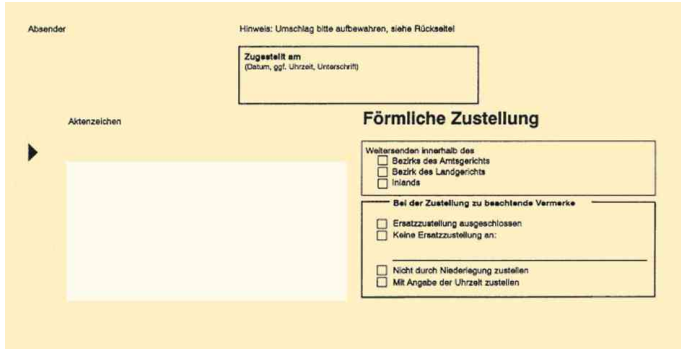 Absender
Hinweis: Umschlag bitte aufbewahren, siehe Rückseite!
Zugestellt am
(Datum, ggf. Uhrzeit, Unterschrift)
Aktenzeichen
Förmliche Zustellung
Weitersenden innerhalb des
Bezirks des Amtsgerichts
Bezirk des Landgerichts
Inlands
Bei der Zustellung zu beachtende Vermerke
Ersatzzustellung ausgeschlossen
Keine Ersatzzustellung an:
Nicht durch Niederlegung zustellen
Mit Angabe der Uhrzeit zustellen